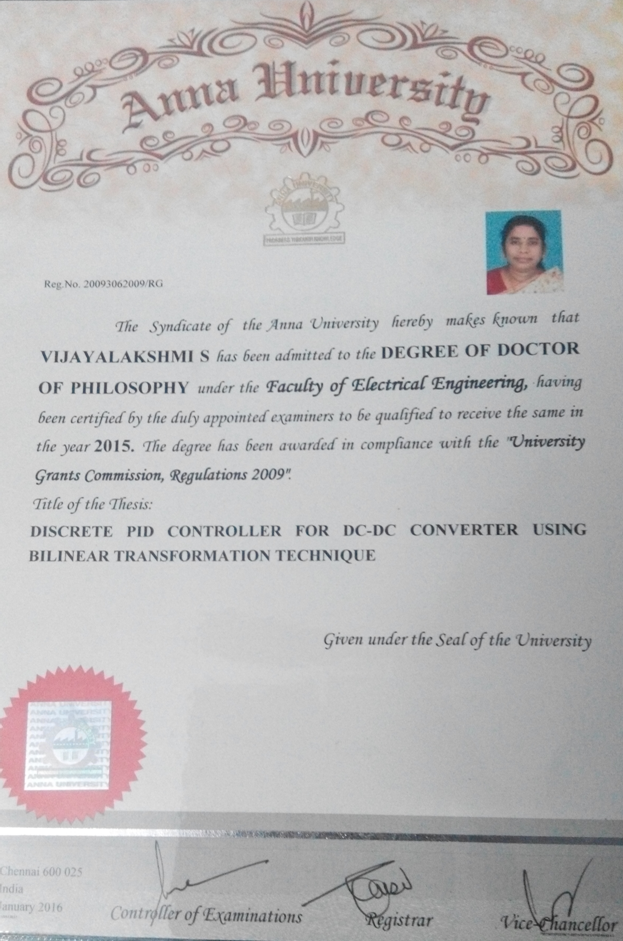 Anna University
Reg.No. 20093062009/RG
The Syndicate of the Anna University hereby makes known that
VIJAYALAKSHMI S has been admitted to the DEGREE OF DOCTOR
OF PHILOSOPHY under the Faculty of Electrical Engineering, having
been certified by the duly appointed examiners to be qualified to receive the same in
the year 2015. The degree has been awarded in compliance with the "University
Grants Commission, Regulations 2009".
Title of the Thesis:
DISCRETE PID CONTROLLER FOR DC-DC CONVERTER USING
BILINEAR TRANSFORMATION TECHNIQUE
Given under the Seal of the University
ANNA UNIVERSITY
Chennai 600 025
India
January 2016
Controller of Examinations
Registrar
Vice-Chancellor